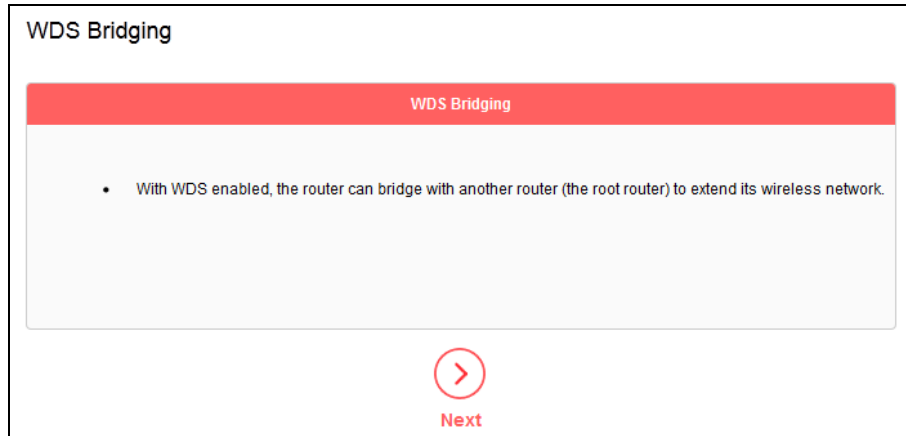 WDS Bridging
WDS Bridging
• With WDS enabled, the router can bridge with another router (the root router) to extend its wireless network.
Next